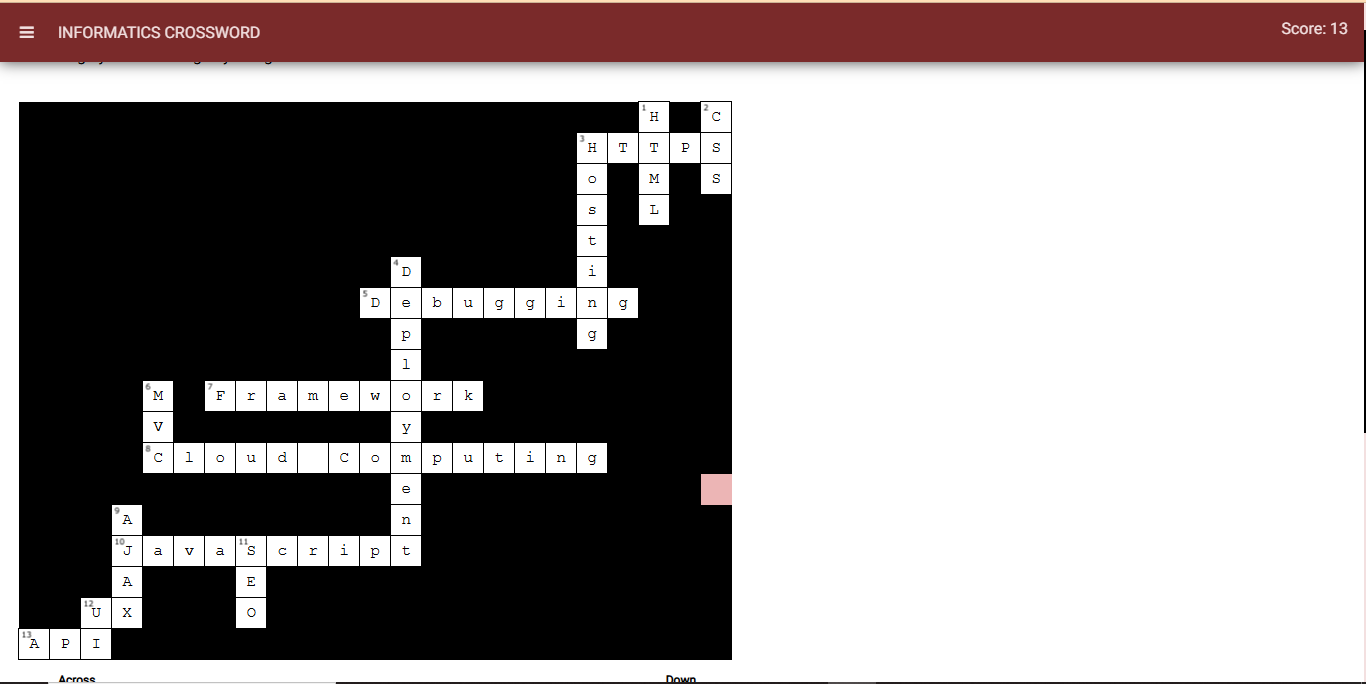 INFORMATICS CROSSWORD
Score: 13
1 H 2 C
3 H T T P S
o M S
s L
t
4 D i
5 D e b u g g i n g
p g
l
6 M 7 F r a m e w o r k
V y
8 C l o u d C o m p u t i n g
e
9 A n
10 J a v a 11 S c r i p t
A E
12 U X O
13 A P I
Across Down